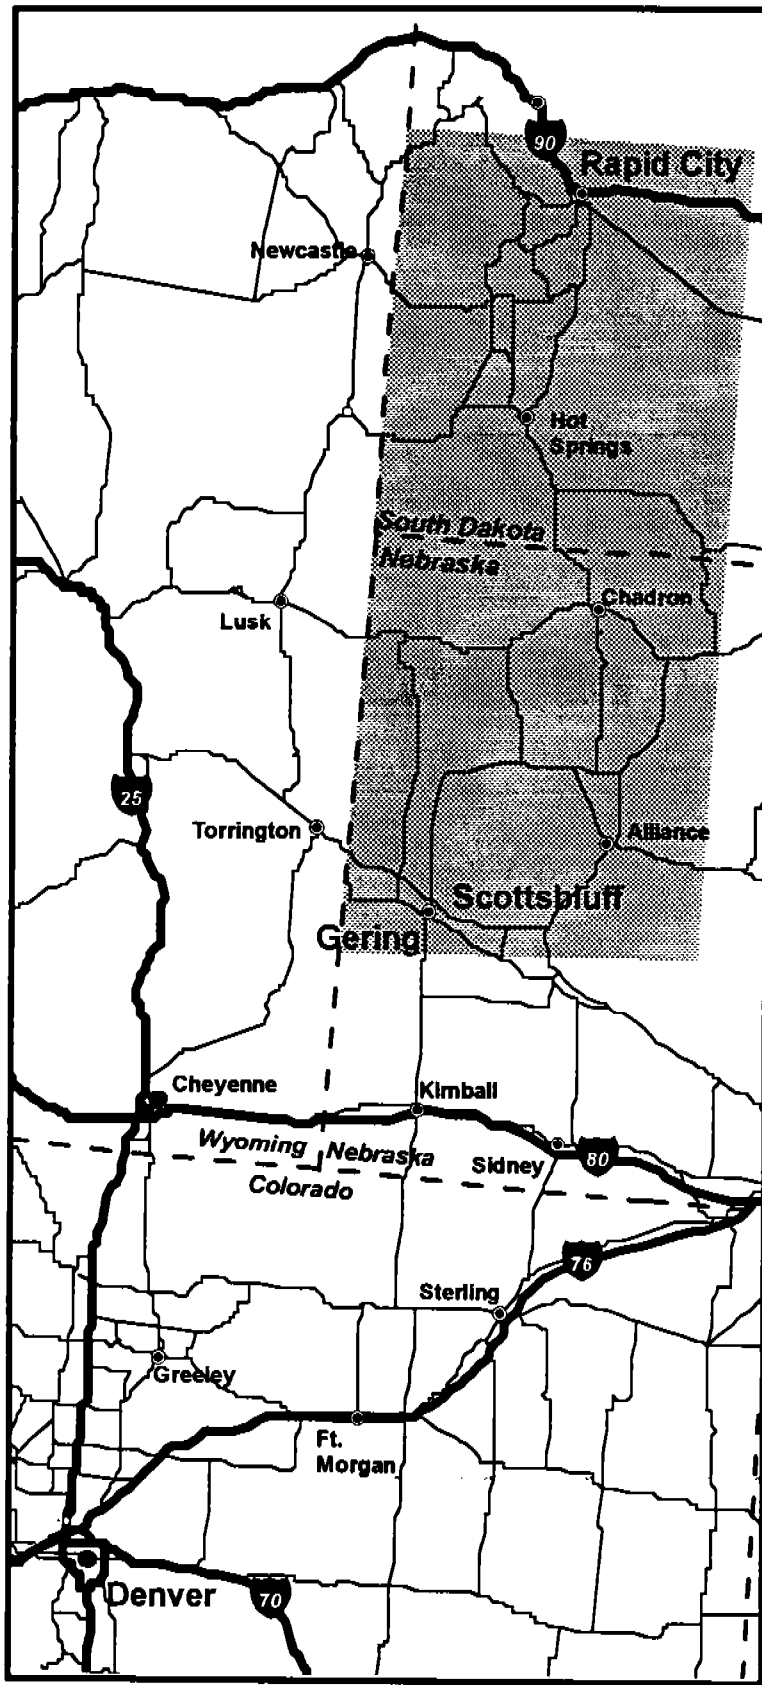 90
Rapid City
Newcastle
Hot
Springs
South Dakota
Nebraska
Chadron
Lusk
25
Torrington
Alliance
Scottsbluff
Gering
Cheyenne
Kimball
Wyoming
Nebraska
Sidney
80
Colorado
76
Sterling
Greeley
Ft.
Morgan
Denver
70